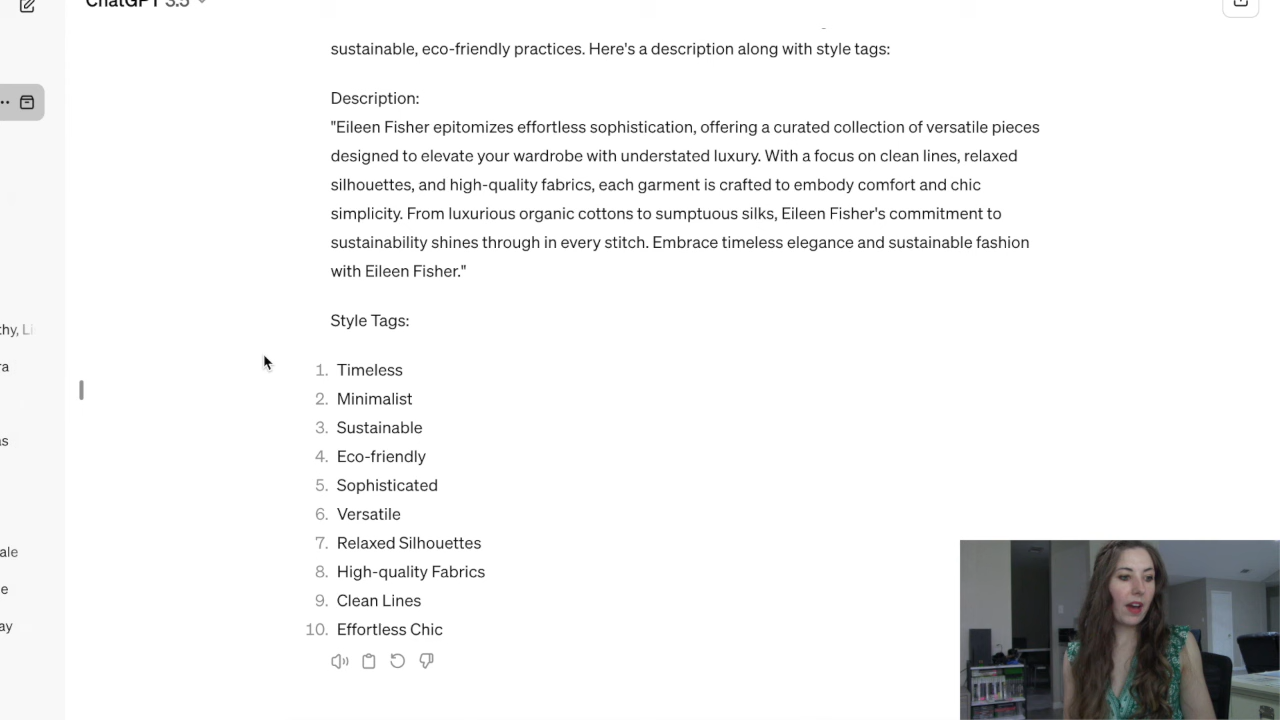 ChatGPT 3.5
sustainable, eco-friendly practices. Here's a description along with style tags:
Description:
"Eileen Fisher epitomizes effortless sophistication, offering a curated collection of versatile pieces
designed to elevate your wardrobe with understated luxury. With a focus on clean lines, relaxed
silhouettes, and high-quality fabrics, each garment is crafted to embody comfort and chic
simplicity. From luxurious organic cottons to sumptuous silks, Eileen Fisher's commitment to
sustainability shines through in every stitch. Embrace timeless elegance and sustainable fashion
with Eileen Fisher."
Style Tags:
1. Timeless
2. Minimalist
3. Sustainable
4. Eco-friendly
5. Sophisticated
6. Versatile
7. Relaxed Silhouettes
8. High-quality Fabrics
9. Clean Lines
10. Effortless Chic